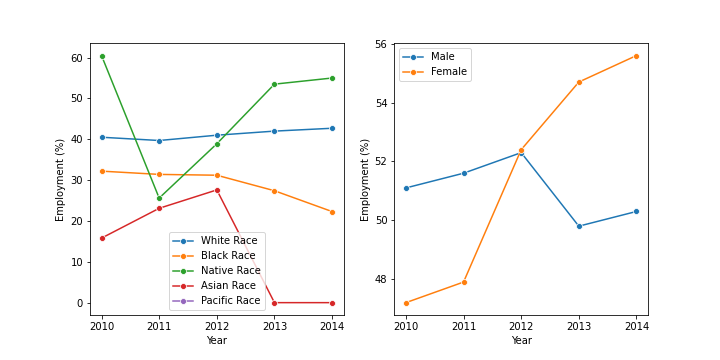 60
50
40
30
20
10
0
Employment (%)
White Race
Black Race
Native Race
Asian Race
Pacific Race
2010 2011 2012 2013 2014
Year
56
54
52
50
48
Employment (%)
Male
Female
2010 2011 2012 2013 2014
Year